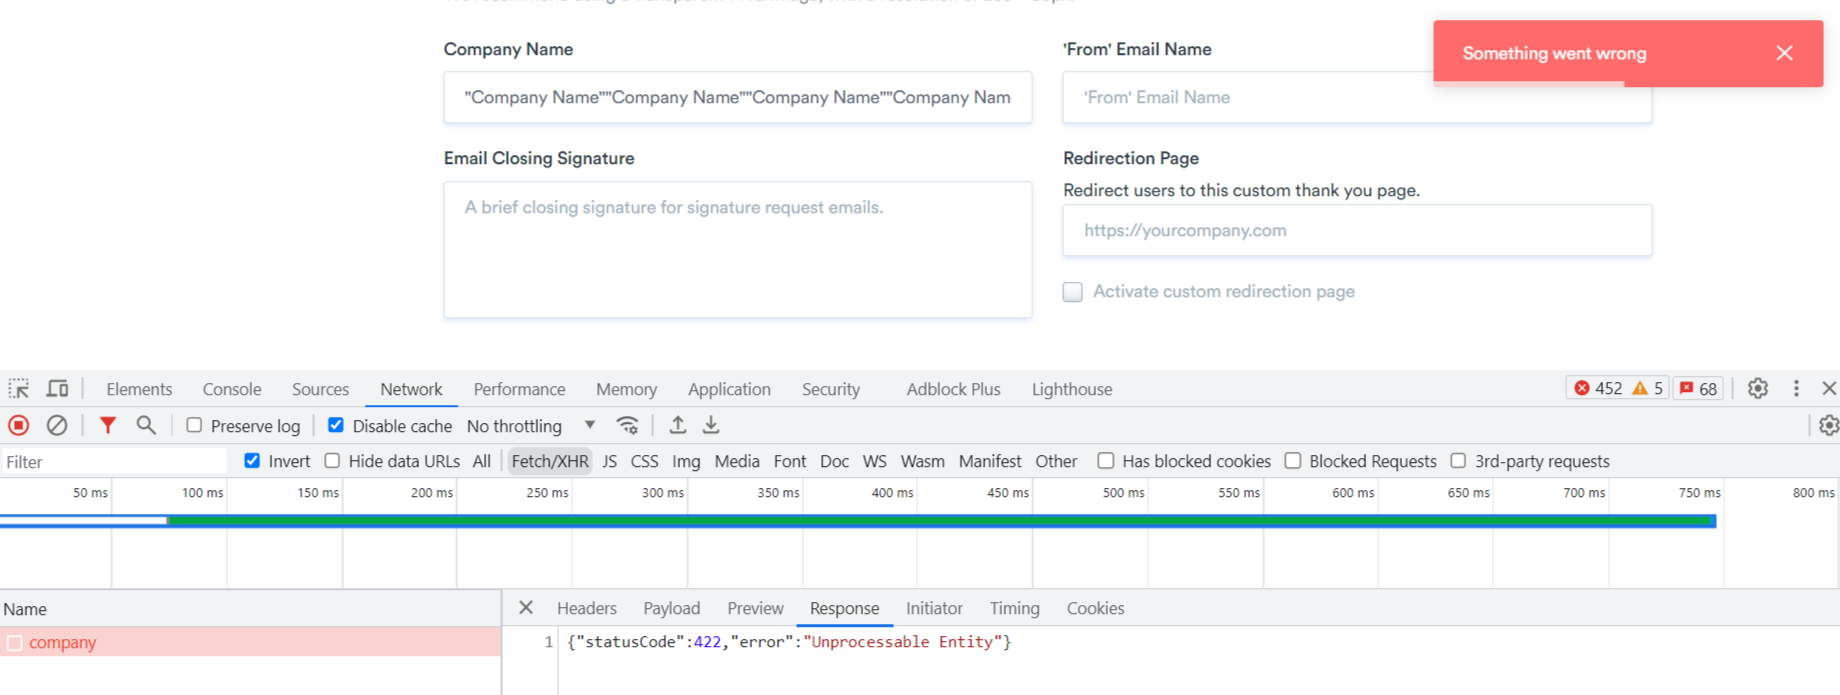 Company Name
'From' Email Name
Something went wrong
"Company Name""Company Name""Company Name""Company Nam
'From' Email Name
Email Closing Signature
Redirection Page
Redirect users to this custom thank you page.
A brief closing signature for signature request emails.
https://yourcompany.com
Activate custom redirection page
Elements Console Sources Network Performance Memory Application Security Adblock Plus Lighthouse 452 5 68
Preserve log Disable cache No throttling
Filter Invert Hide data URLs All Fetch/XHR JS CSS Img Media Font Doc WS Wasm Manifest Other Has blocked cookies Blocked Requests 3rd-party requests
50 ms 100 ms 150 ms 200 ms 250 ms 300 ms 350 ms 400 ms 450 ms 500 ms 550 ms 600 ms 650 ms 700 ms 750 ms 800 ms
Name Headers Payload Preview Response Initiator Timing Cookies
company
1 {"statusCode":422,"error":"Unprocessable Entity"}